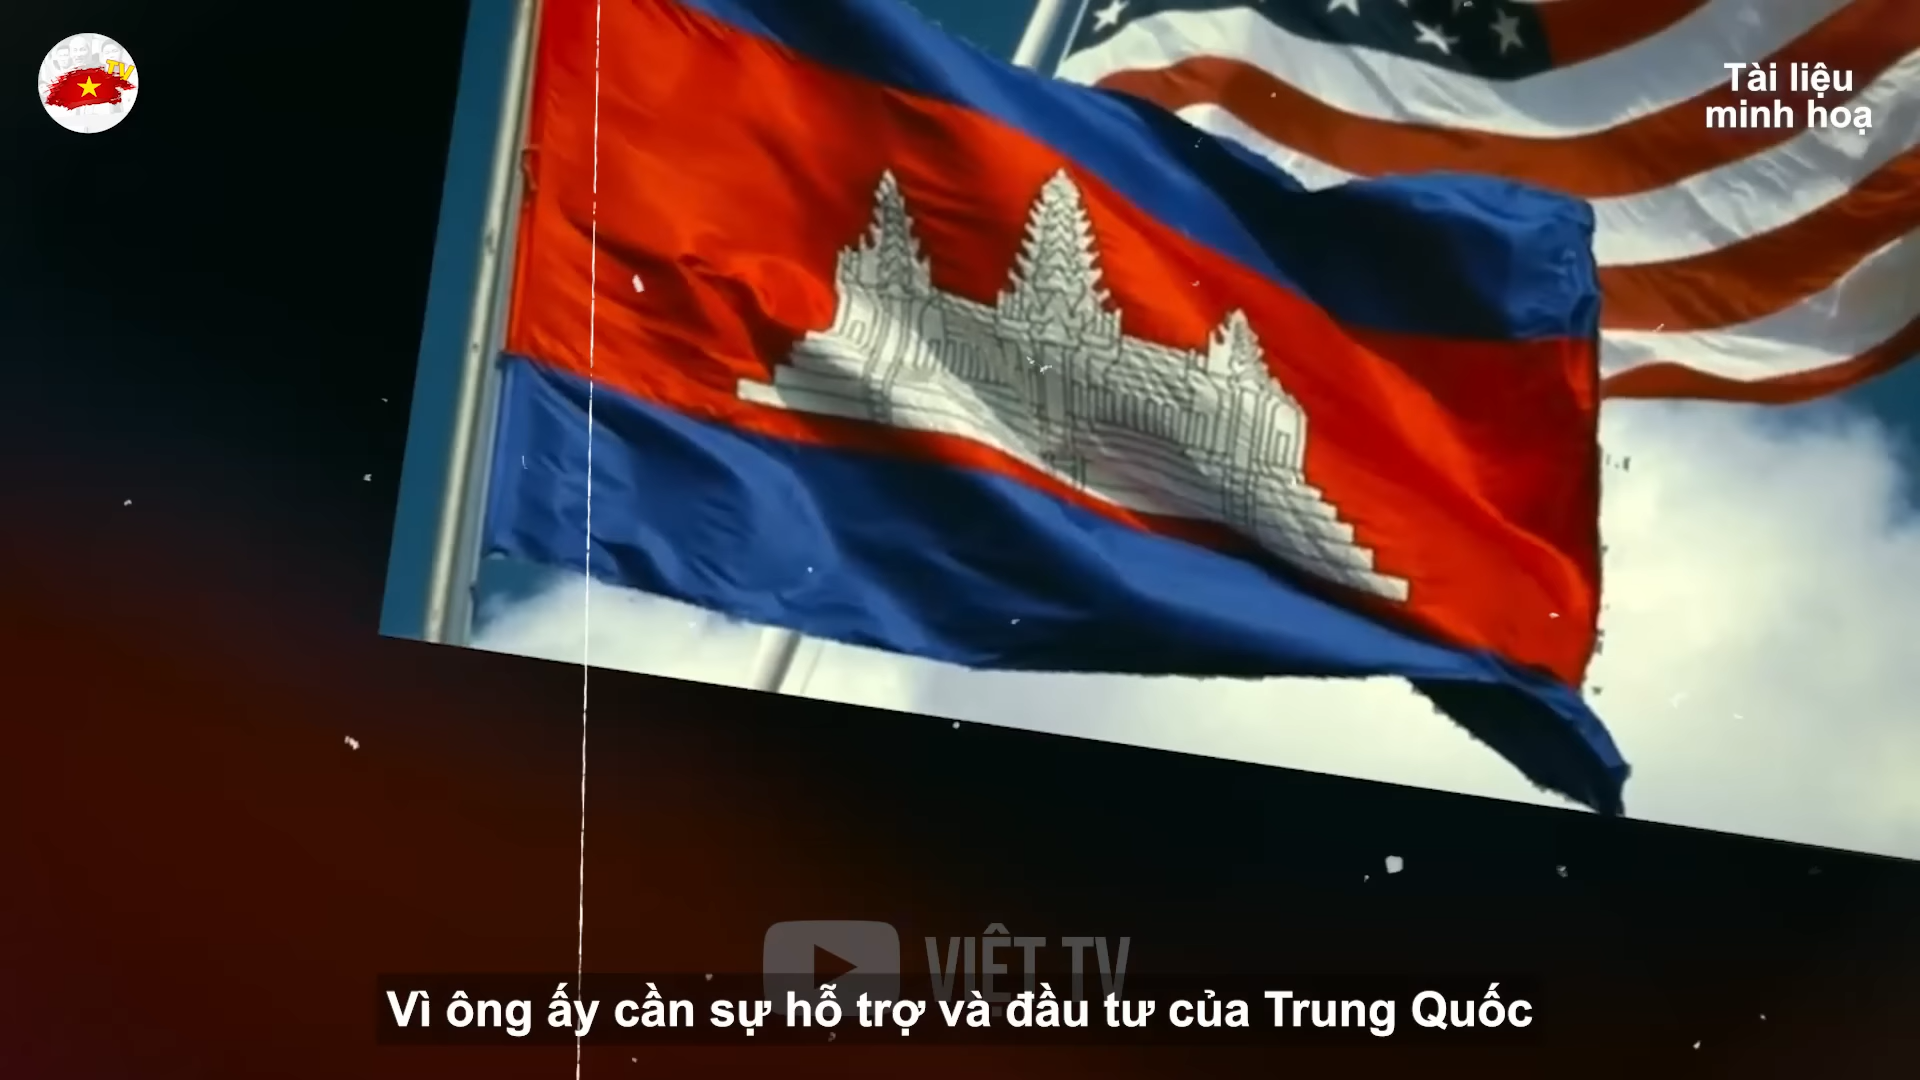 TV
Tài liệu
minh hoạ
VIỆT TV
Vì ông ấy cần sự hỗ trợ và đầu tư của Trung Quốc